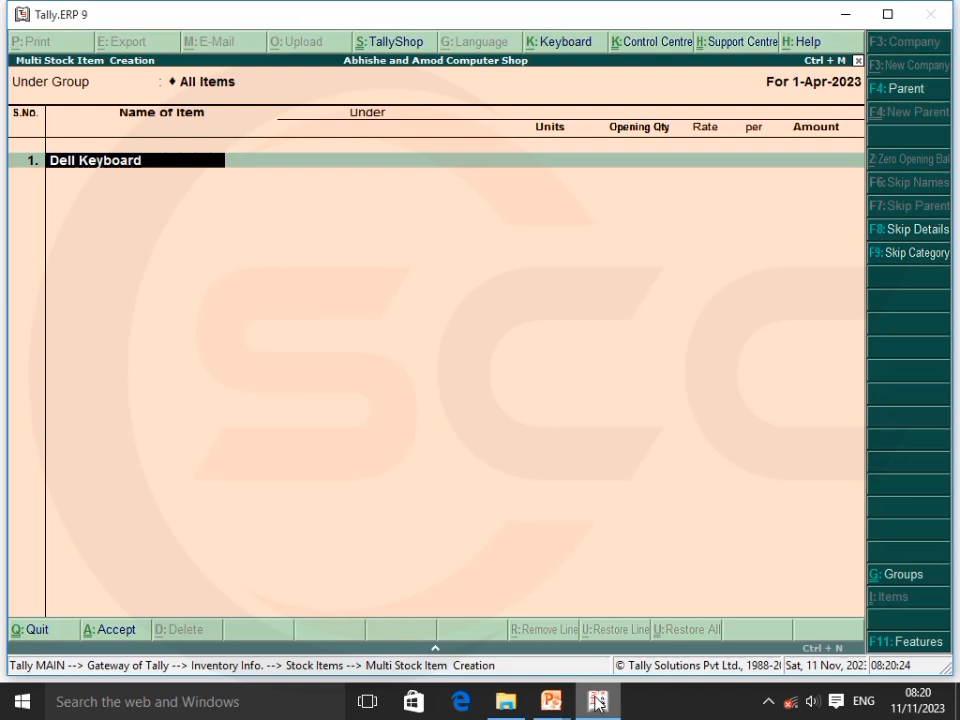 Tally.ERP 9
P: Print E: Export M: E-Mail O: Upload S: TallyShop G: Language K: Keyboard K: Control Centre H: Support Centre H: Help F3: Company
Multi Stock Item Creation Abhishe and Amod Computer Shop Ctrl + M
F3: New Company
Under Group : ♦ All Items For 1-Apr-2023
F4: Parent
F4: New Parent
S.No. Name of Item Under
Units Opening Qty Rate per Amount
Z: Zero Opening Bal
1. Dell Keyboard
F6: Skip Names
F7: Skip Parent
F8: Skip Details
F9: Skip Category
SCC
G: Groups
I: Items
Q: Quit A: Accept D: Delete R: Remove Line U: Restore Line U: Restore All
F11: Features
Ctrl + N
Tally MAIN --> Gateway of Tally --> Inventory Info. --> Stock Items --> Multi Stock Item Creation © Tally Solutions Pvt Ltd., 1988-20 Sat, 11 Nov, 2023 08:20:24
Search the web and Windows ENG 08:20
11/11/2023